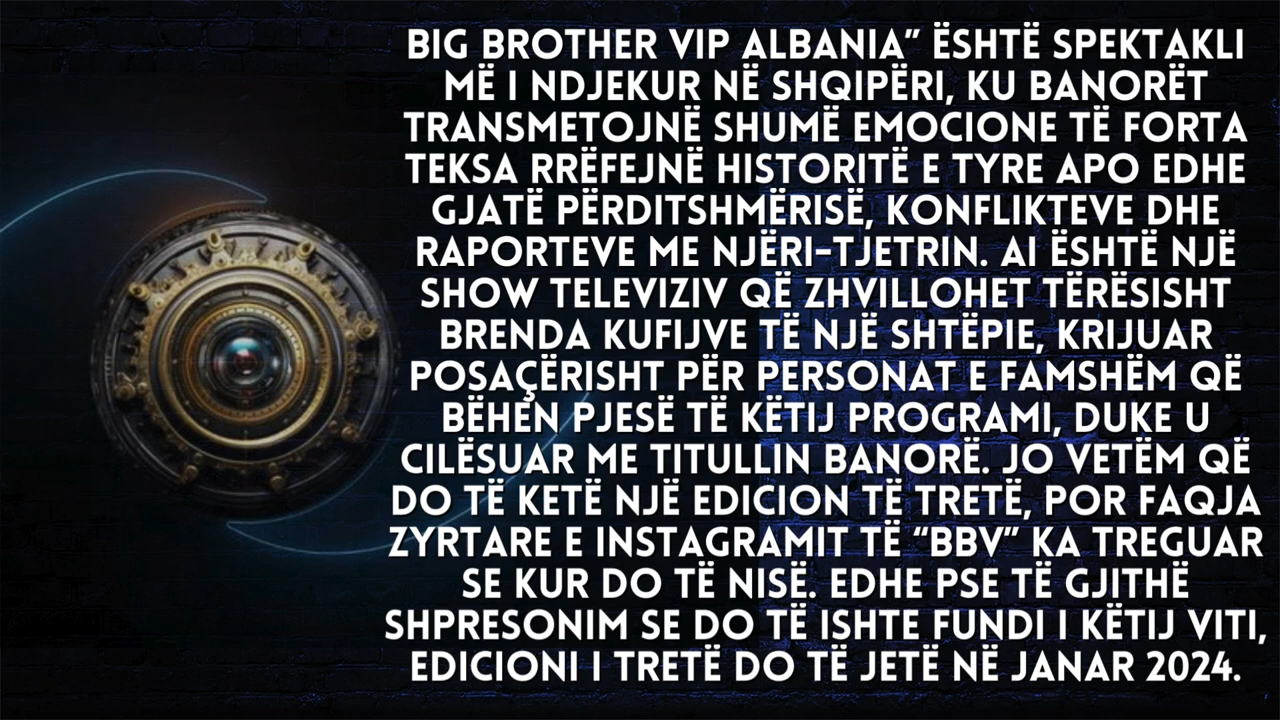 BIG BROTHER VIP ALBANIA” ËSHTË SPEKTAKLI
MË I NDJEKUR NË SHQIPËRI, KU BANORËT
TRANSMETOJNË SHUMË EMOCIONE TË FORTA
TEKSA RRËFEJNË HISTORITË E TYRE APO EDHE
GJATË PËRDITSHMËRISË, KONFLIKTEVE DHE
RAPORTEVE ME NJËRI-TJETRIN. AI ËSHTË NJË
SHOW TELEVIZIV QË ZHVILLOHET TËRËSISHT
BRENDA KUFIJVE TË NJË SHTËPIE, KRIJUAR
POSAÇËRISHT PËR PERSONAT E FAMSHËM QË
BËHEN PJESË TË KËTIJ PROGRAMI, DUKE U
CILËSUAR ME TITULLIN BANORË. JO VETËM QË
DO TË KETË NJË EDICION TË TRETË, POR FAQJA
ZYRTARE E INSTAGRAMIT TË “BBV” KA TREGUAR
SE KUR DO TË NISË. EDHE PSE TË GJITHË
SHPRESONIM SE DO TË ISHTE FUNDI I KËTIJ VITI,
EDICIONI I TRETË DO TË JETË NË JANAR 2024.